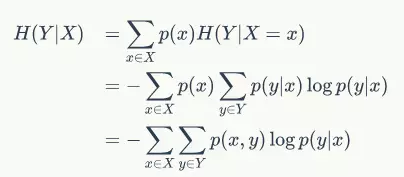 H(Y|X) = ∑_{x∈X} p(x)H(Y|X = x)
= − ∑_{x∈X} p(x) ∑_{y∈Y} p(y|x) log p(y|x)
= − ∑_{x∈X} ∑_{y∈Y} p(x, y) log p(y|x)